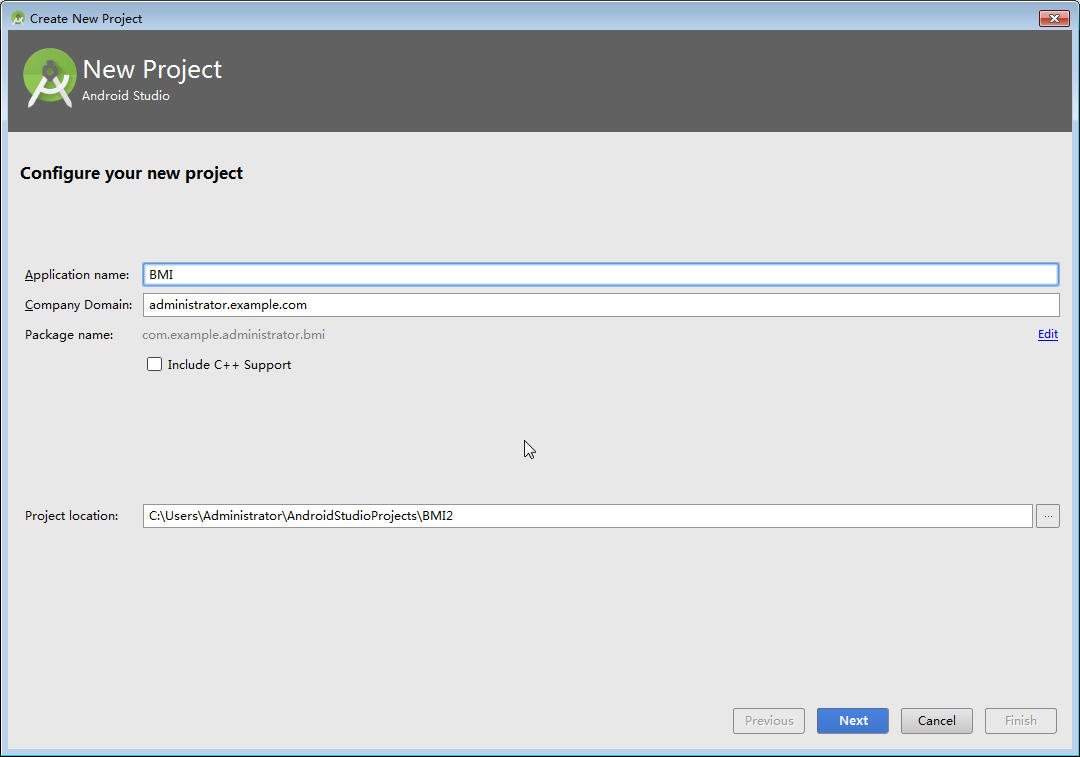 Create New Project
New Project
Android Studio
Configure your new project
Application name: BMI
Company Domain: administrator.example.com
Package name: com.example.administrator.bmi Edit
Include C++ Support
Project location: C:\Users\Administrator\AndroidStudioProjects\BMI2 ...
Previous Next Cancel Finish